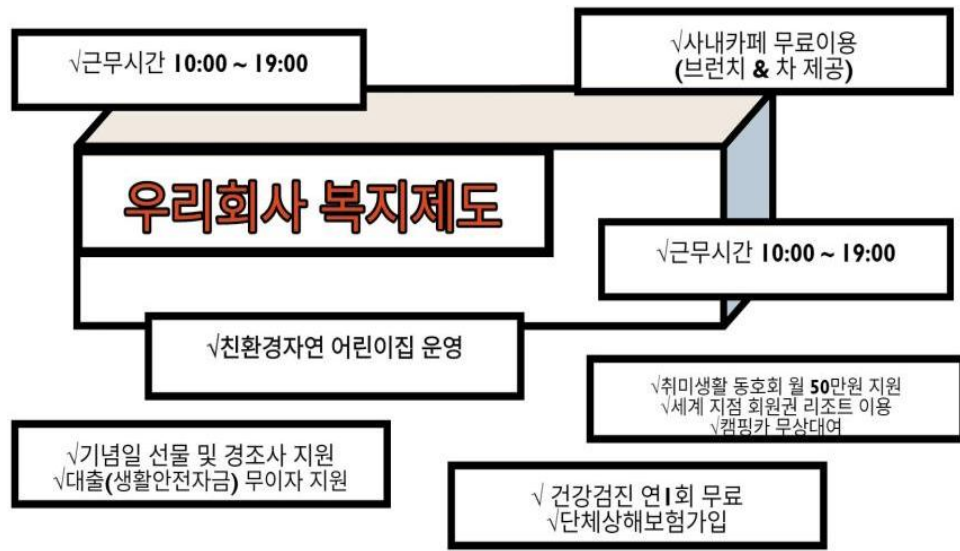 √근무시간 10:00 ~ 19:00
√사내카페 무료이용
(브런치 & 차 제공)
우리회사 복지제도
√근무시간 10:00 ~ 19:00
√친환경자연 어린이집 운영
√취미생활 동호회 월 50만원 지원
√세계 지점 회원권 리조트 이용
√캠핑카 무상대여
√기념일 선물 및 경조사 지원
√대출(생활안전자금) 무이자 지원
√ 건강검진 연1회 무료
√단체상해보험가입